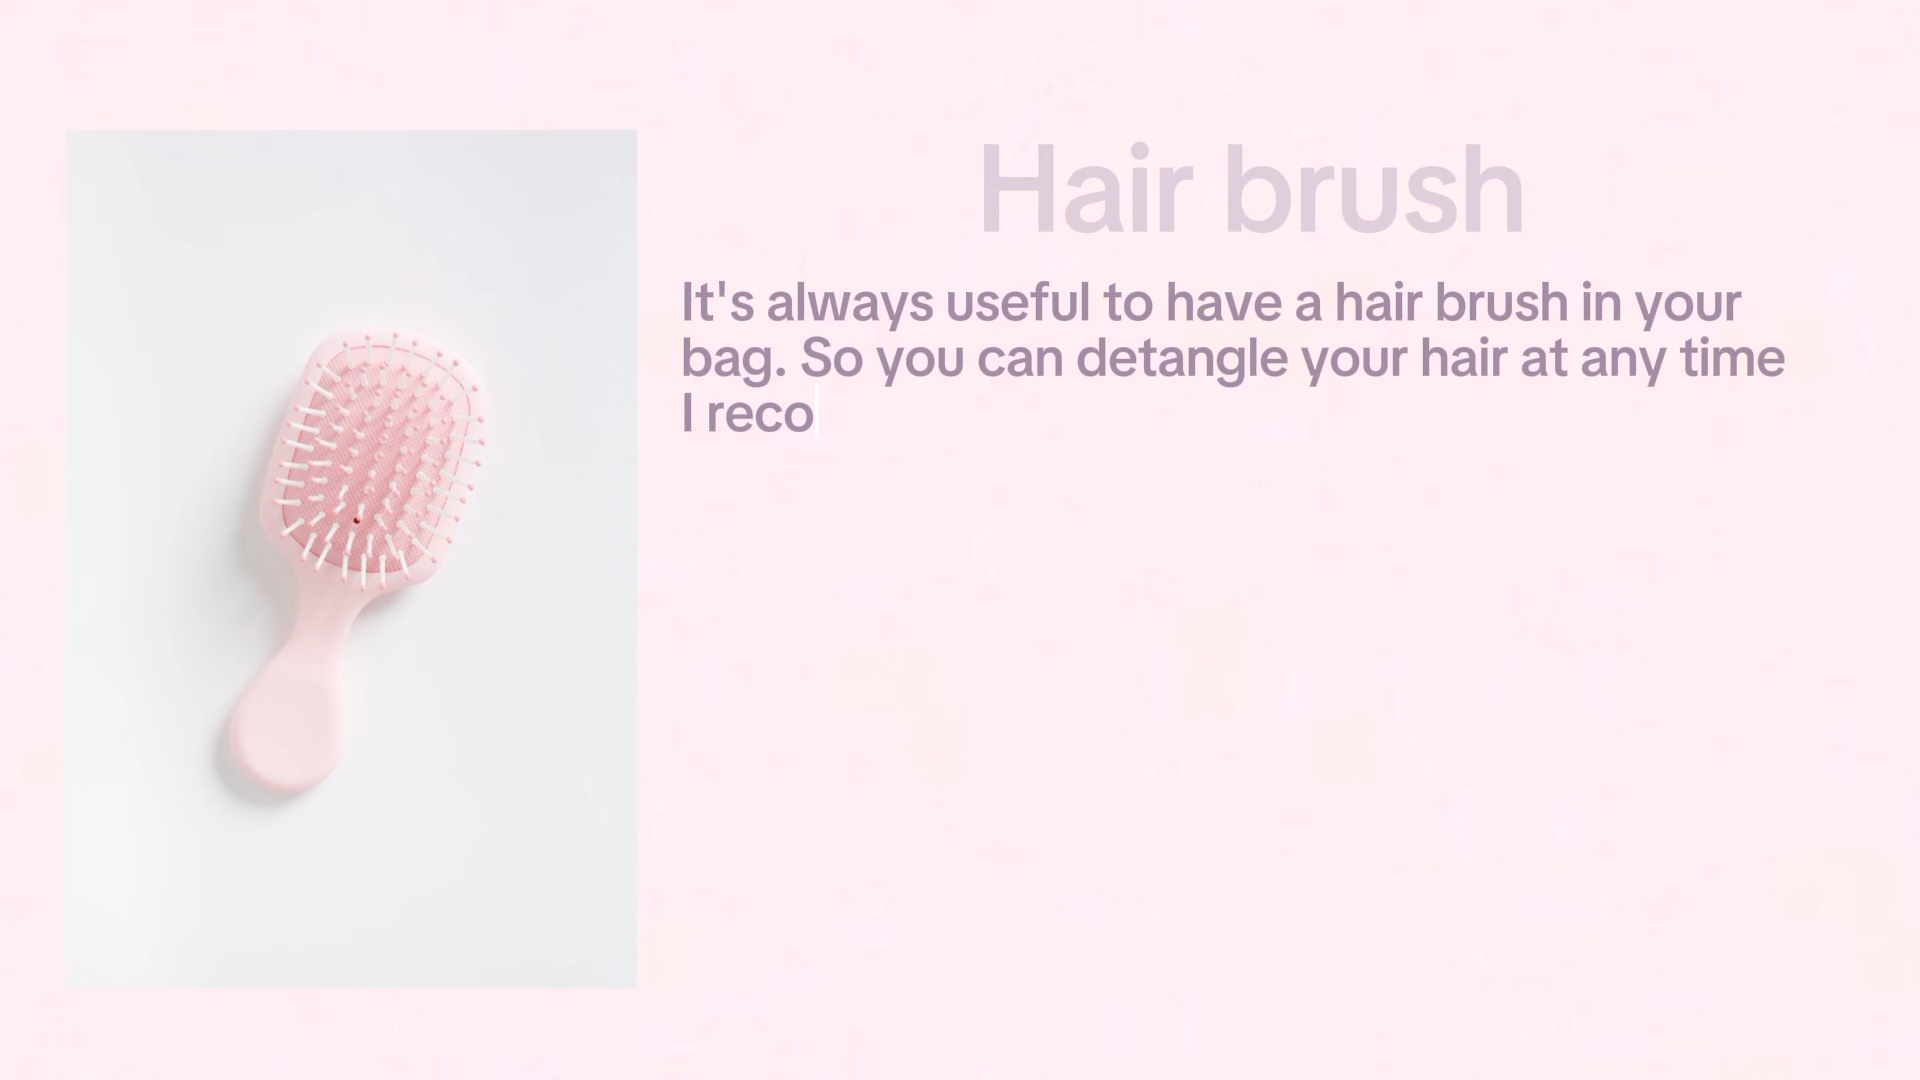 Hair brush
It's always useful to have a hair brush in your
bag. So you can detangle your hair at any time
I reco